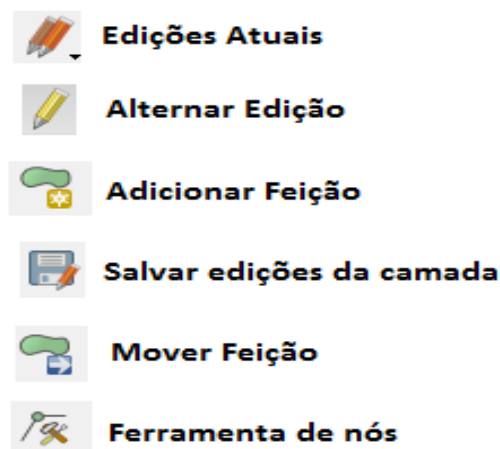 Edições Atuais
Alternar Edição
Adicionar Feição
Salvar edições da camada
Mover Feição
Ferramenta de nós